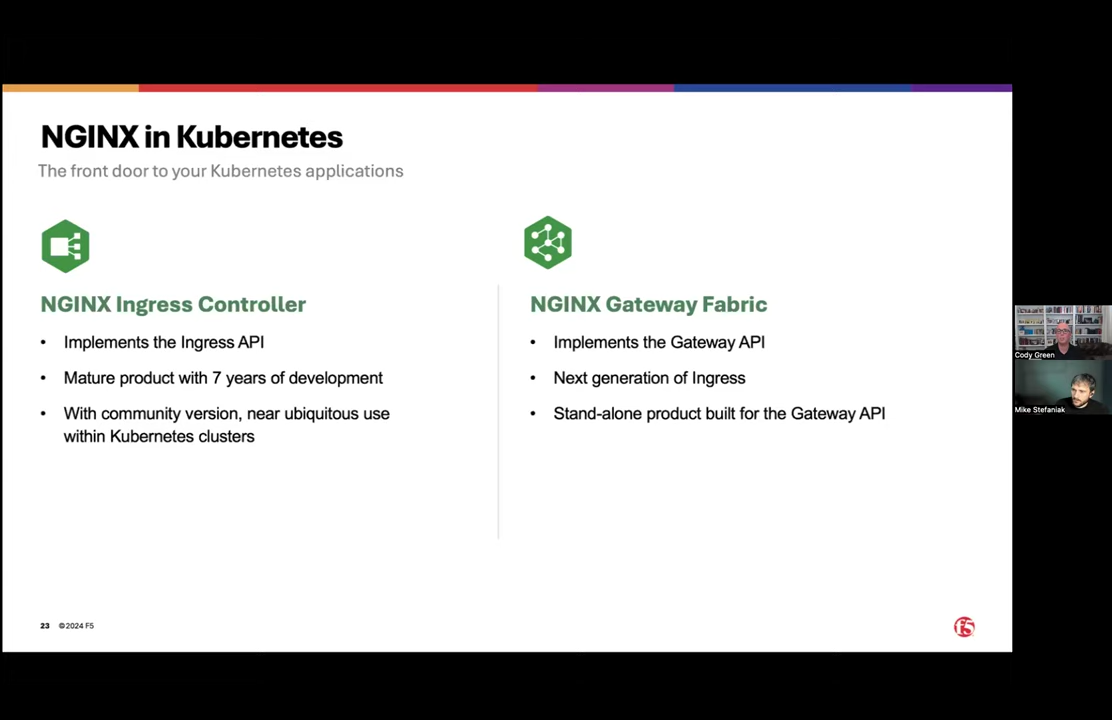 NGINX in Kubernetes
The front door to your Kubernetes applications
NGINX Ingress Controller
• Implements the Ingress API
• Mature product with 7 years of development
• With community version, near ubiquitous use
within Kubernetes clusters
NGINX Gateway Fabric
• Implements the Gateway API
• Next generation of Ingress
• Stand-alone product built for the Gateway API
Cody Green
Mike Stefaniak
23 ©2024 F5
f5